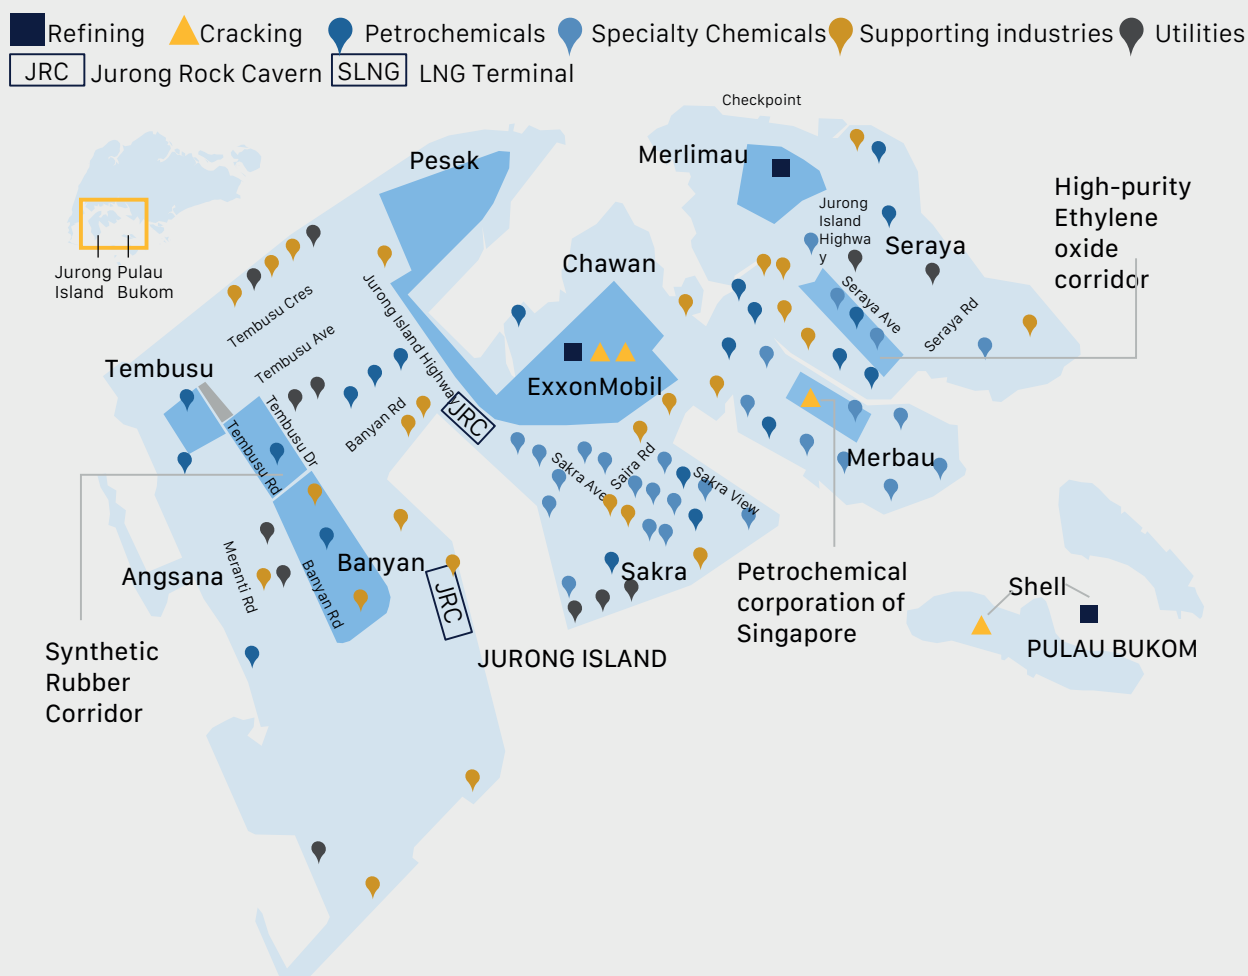 Refining
Cracking
Petrochemicals
Specialty Chemicals
Supporting industries
Utilities
JRC
Jurong Rock Cavern
SLNG
LNG Terminal
Checkpoint
Pesek
Merlimau
High-purity
Ethylene
oxide
corridor
Jurong
Island
Highwa
y
Seraya
Chawan
Jurong
Island
Pulau
Bukom
Tembusu Cres
Tembusu Ave
Jurong Island Highway
Seraya Ave
Seraya Rd
Tembusu
ExxonMobil
JRC
Banyan Rd
Tembusu Dr
Tembusu Rd
Sakra Ave
Saira Rd
Sakra View
Merbau
Meranti Rd
Angsana
Banyan
Banyan Rd
JRC
Sakra
Petrochemical
corporation of
Singapore
Shell
PULAU BUKOM
JURONG ISLAND
Synthetic
Rubber
Corridor